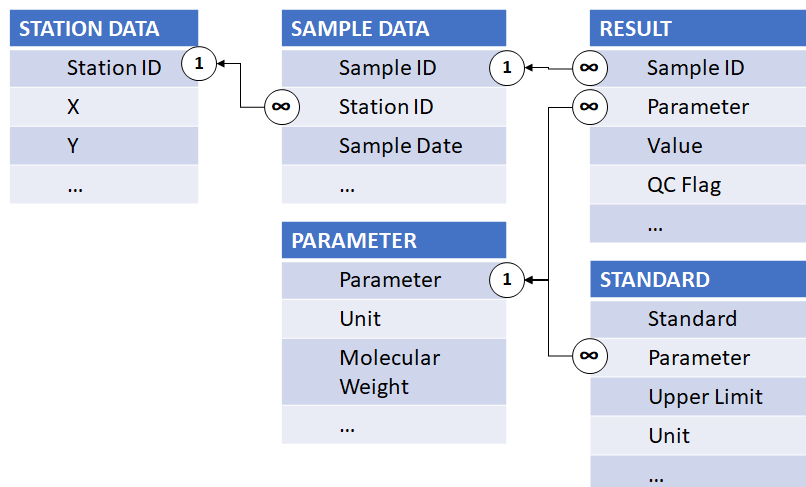 STATION DATA
Station ID
X
Y
...
1
∞
SAMPLE DATA
Sample ID
Station ID
Sample Date
...
1
∞
RESULT
Sample ID
∞
Parameter
Value
QC Flag
...
PARAMETER
Parameter
Unit
Molecular
Weight
...
1
STANDARD
Standard
∞
Parameter
Upper Limit
Unit
...